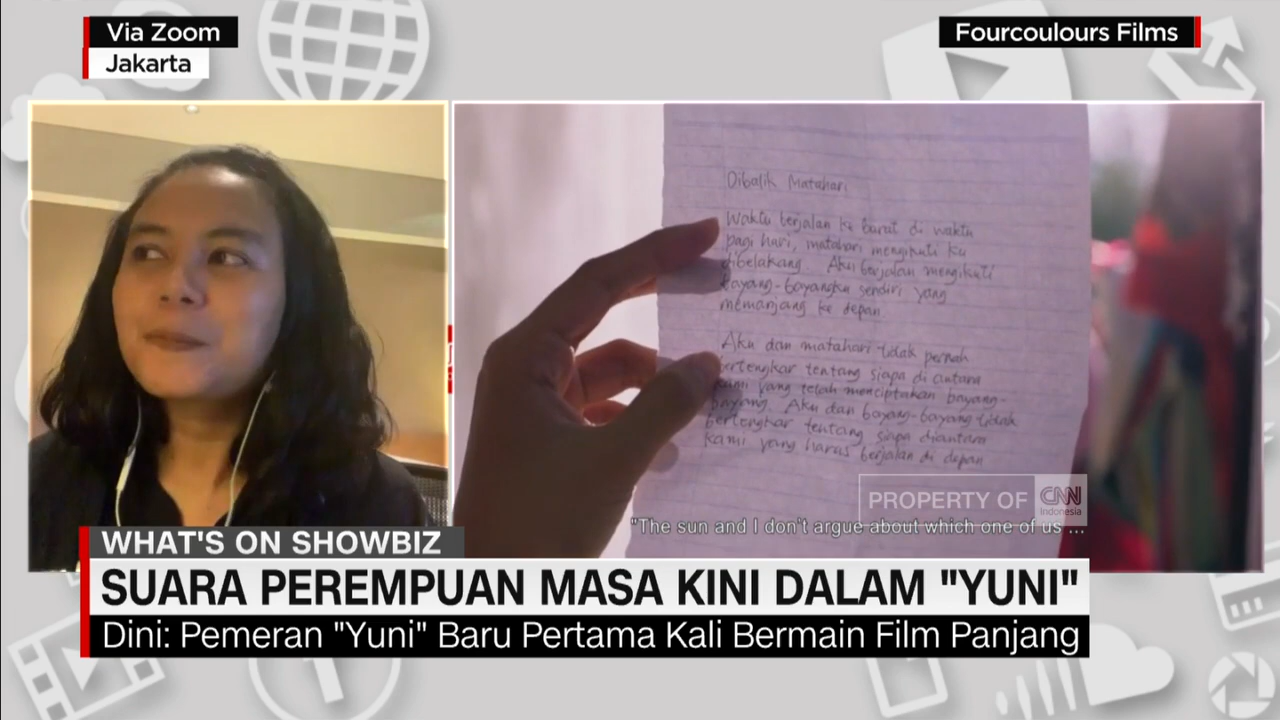 Via Zoom
Jakarta
Fourcoulours Films
Dibalik Matahari
Waktu berjalan ke barat di waktu
pagi hari, matahari mengikuti ku
dibelakang. Aku berjalan mengikuti
bayang-bayangku sendiri yang
memanjang ke depan.
Aku dan matahari tidak pernah
bertengkar tentang siapa di antara
kami yang telah menciptakan bayang-
bayang. Aku dan bayang-bayang tidak
bertengkar tentang siapa diantara
kami yang harus berjalan di depan
PROPERTY OF CNN Indonesia
"The sun and I don't argue about which one of us ...
WHAT'S ON SHOWBIZ
SUARA PEREMPUAN MASA KINI DALAM "YUNI"
Dini: Pemeran "Yuni" Baru Pertama Kali Bermain Film Panjang